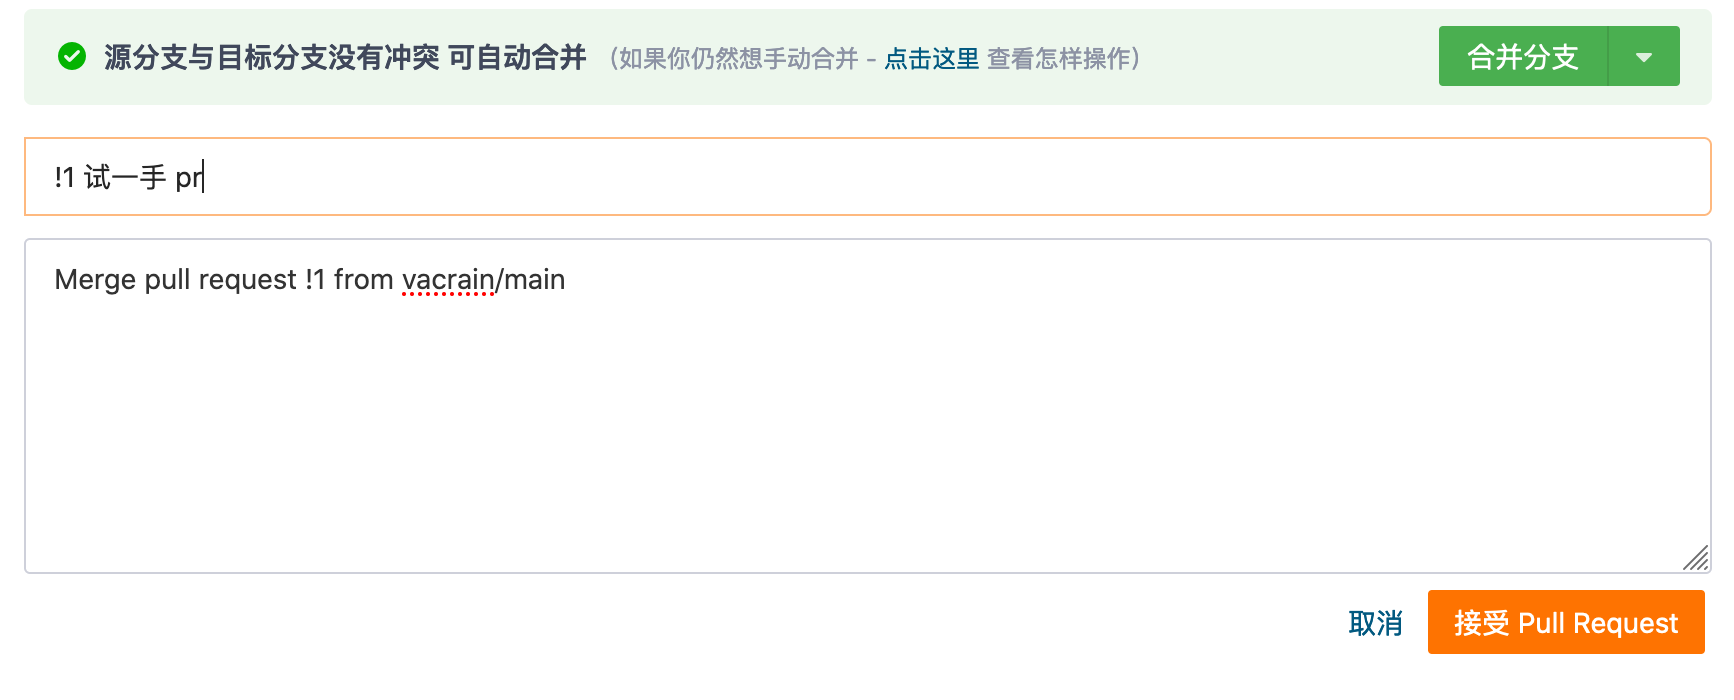 源分支与目标分支没有冲突 可自动合并 (如果你仍然想手动合并 - 点击这里 查看怎样操作)
合并分支
!1 试一手 pr
Merge pull request !1 from vacrain/main
取消
接受 Pull Request